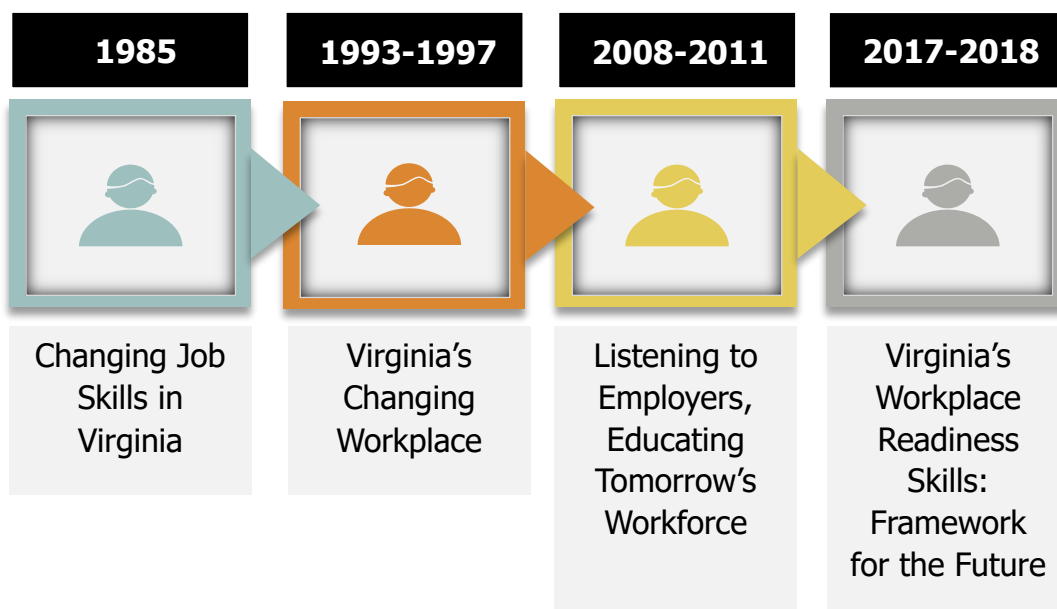 1985
Changing Job
Skills in
Virginia
1993-1997
Virginia’s
Changing
Workplace
2008-2011
Listening to
Employers,
Educating
Tomorrow’s
Workforce
2017-2018
Virginia’s
Workplace
Readiness
Skills:
Framework
for the Future